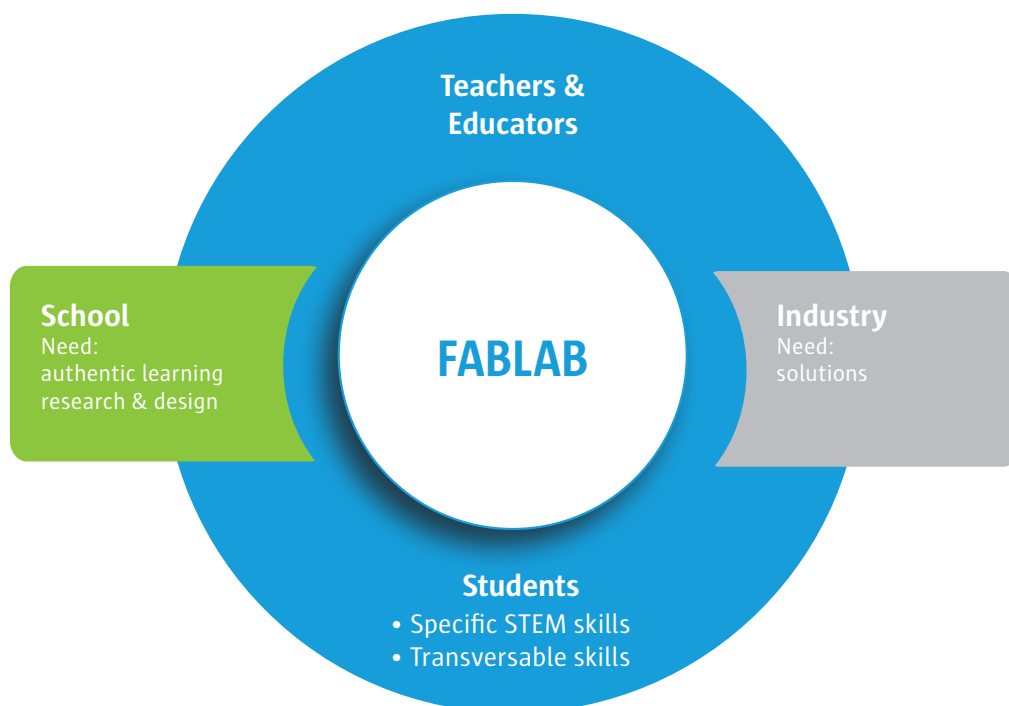 Teachers &
Educators
School
Need:
authentic learning
research & design
FABLAB
Industry
Need:
solutions
Students
• Specific STEM skills
• Transversable skills